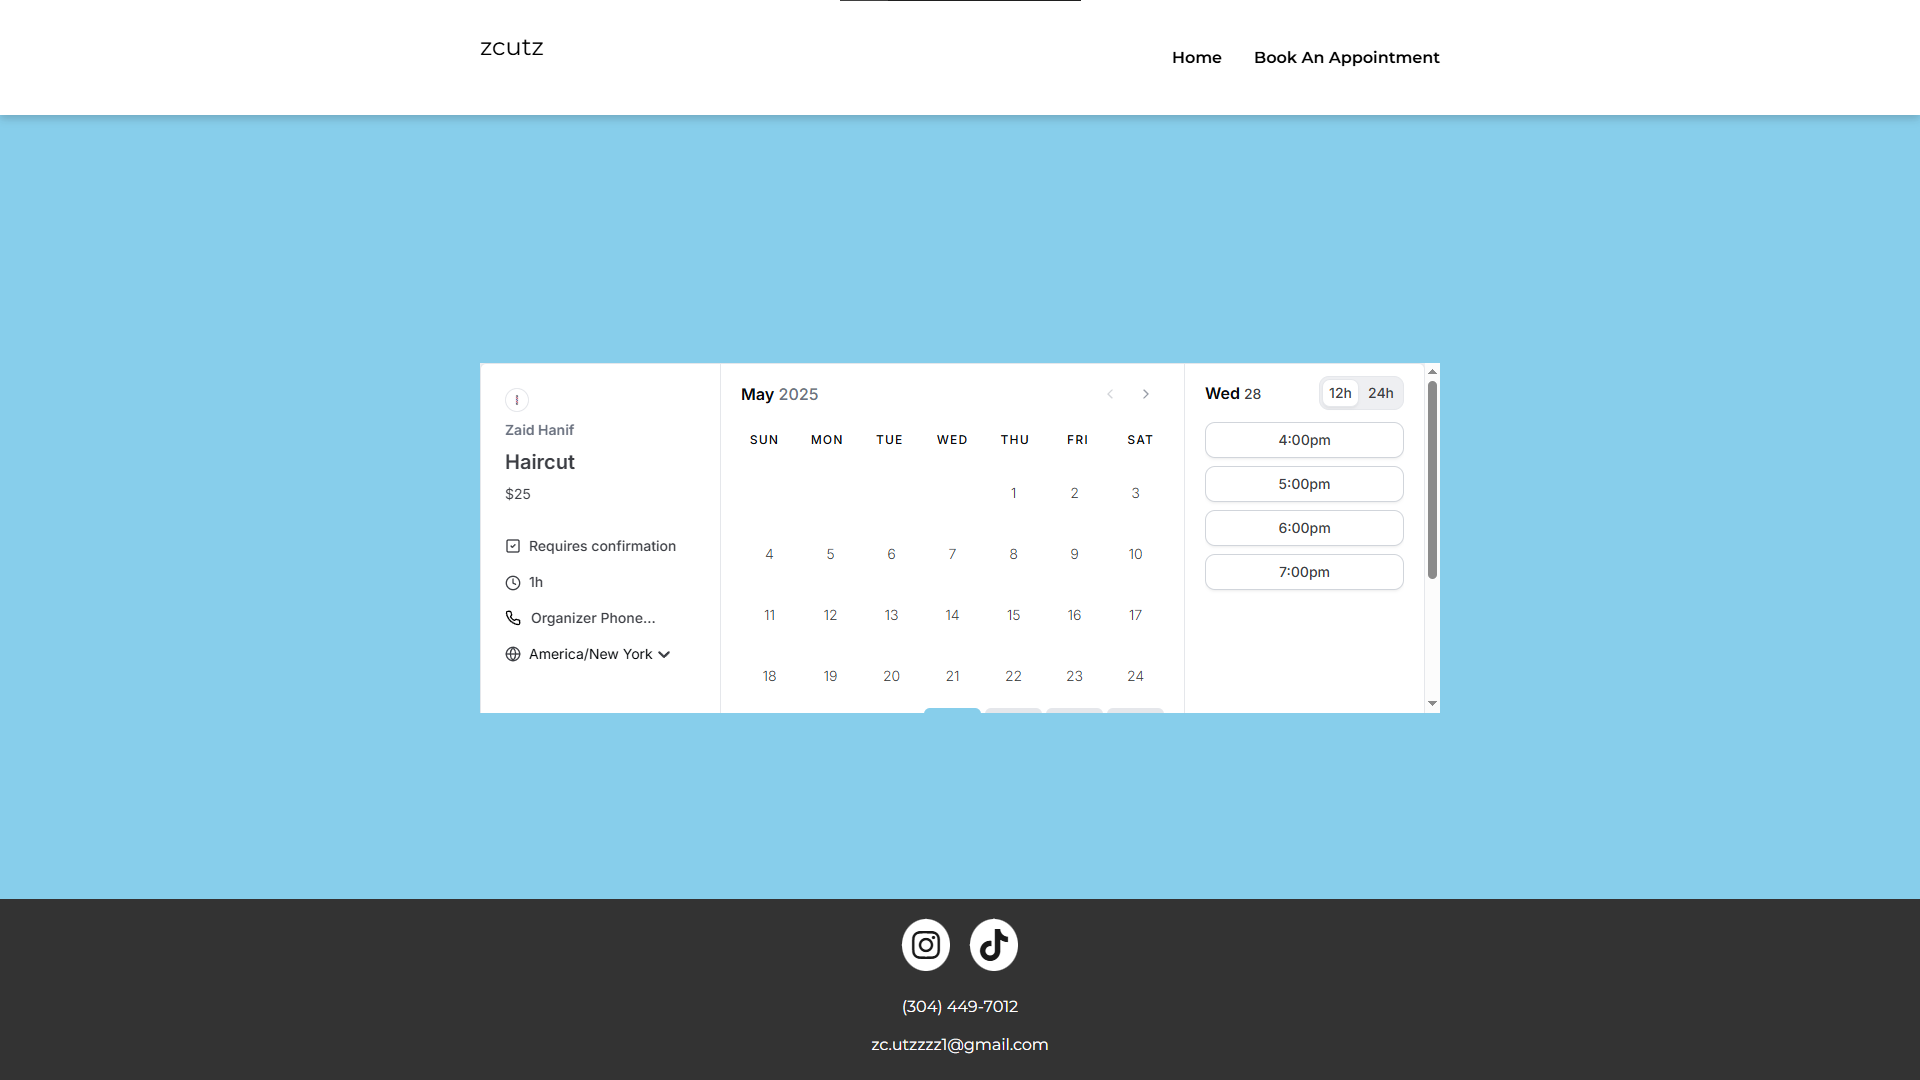 zcutz
Home Book An Appointment
Zaid Hanif
Haircut
$25
Requires confirmation
1h
Organizer Phone...
America/New York
May 2025
SUN MON TUE WED THU FRI SAT
1 2 3
4 5 6 7 8 9 10
11 12 13 14 15 16 17
18 19 20 21 22 23 24
Wed 28
12h 24h
4:00pm
5:00pm
6:00pm
7:00pm
(304) 449-7012
zc.utzzzz1@gmail.com